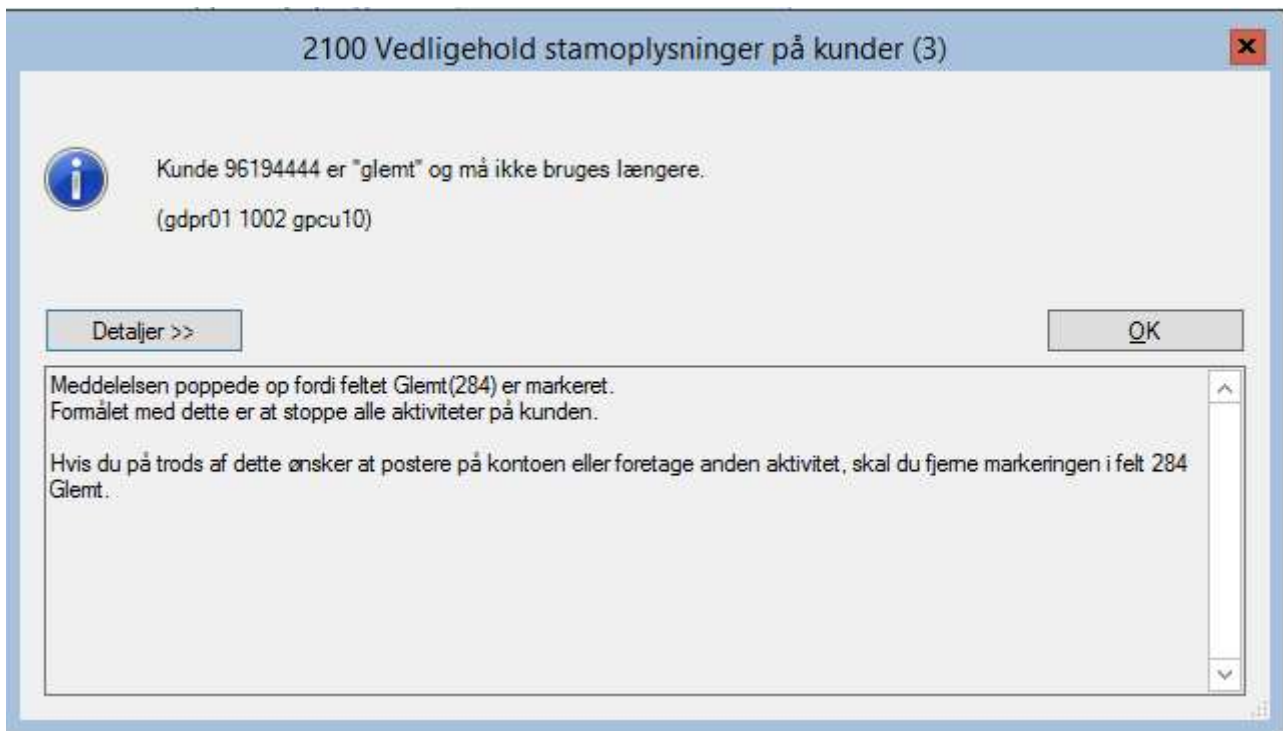 2100 Vedligehold stamoplysninger på kunder (3)
Kunde 96194444 er "glemt" og må ikke bruges længere.
(gdpr01 1002 gpcu10)
Detaljer >>
OK
Meddelelsen poppede op fordi feltet Glemt(284) er markeret.
Formålet med dette er at stoppe alle aktiviteter på kunden.
Hvis du på trods af dette ønsker at postere på kontoen eller foretage anden aktivitet, skal du fjerne markeringen i felt 284
Glemt.